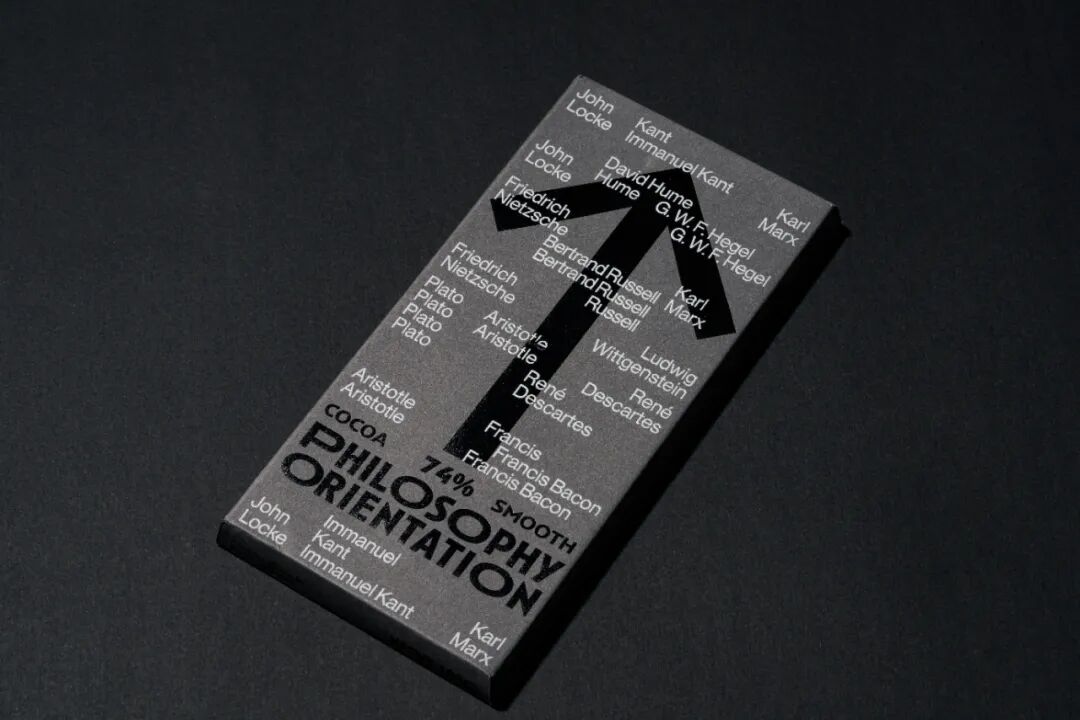 John
Locke
Kant
Immanuel Kant
John
Locke
David Hume
Hume
G. W. F. Hegel
G. W. F. Hegel
Karl
Marx
Friedrich
Nietzsche
Bertrand Russell
Bertrand Russell
Russell
Karl
Marx
Friedrich
Nietzsche
Plato
Plato
Plato
Plato
Aristotle
Aristotle
Ludwig
Wittgenstein
René
Descartes
René
Descartes
Aristotle
Aristotle
Francis
Francis Bacon
Francis Bacon
COCOA 74% SMOOTH
PHILOSOPHY
ORIENTATION
John
Locke
Immanuel
Kant
Immanuel Kant
Karl
Marx